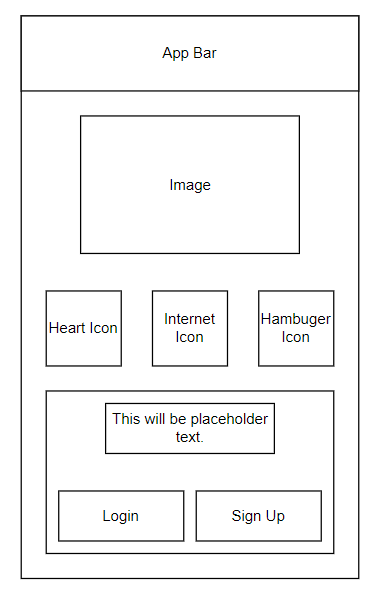 App Bar
Image
Heart Icon
Internet
Icon
Hambuger
Icon
This will be placeholder
text.
Login
Sign Up